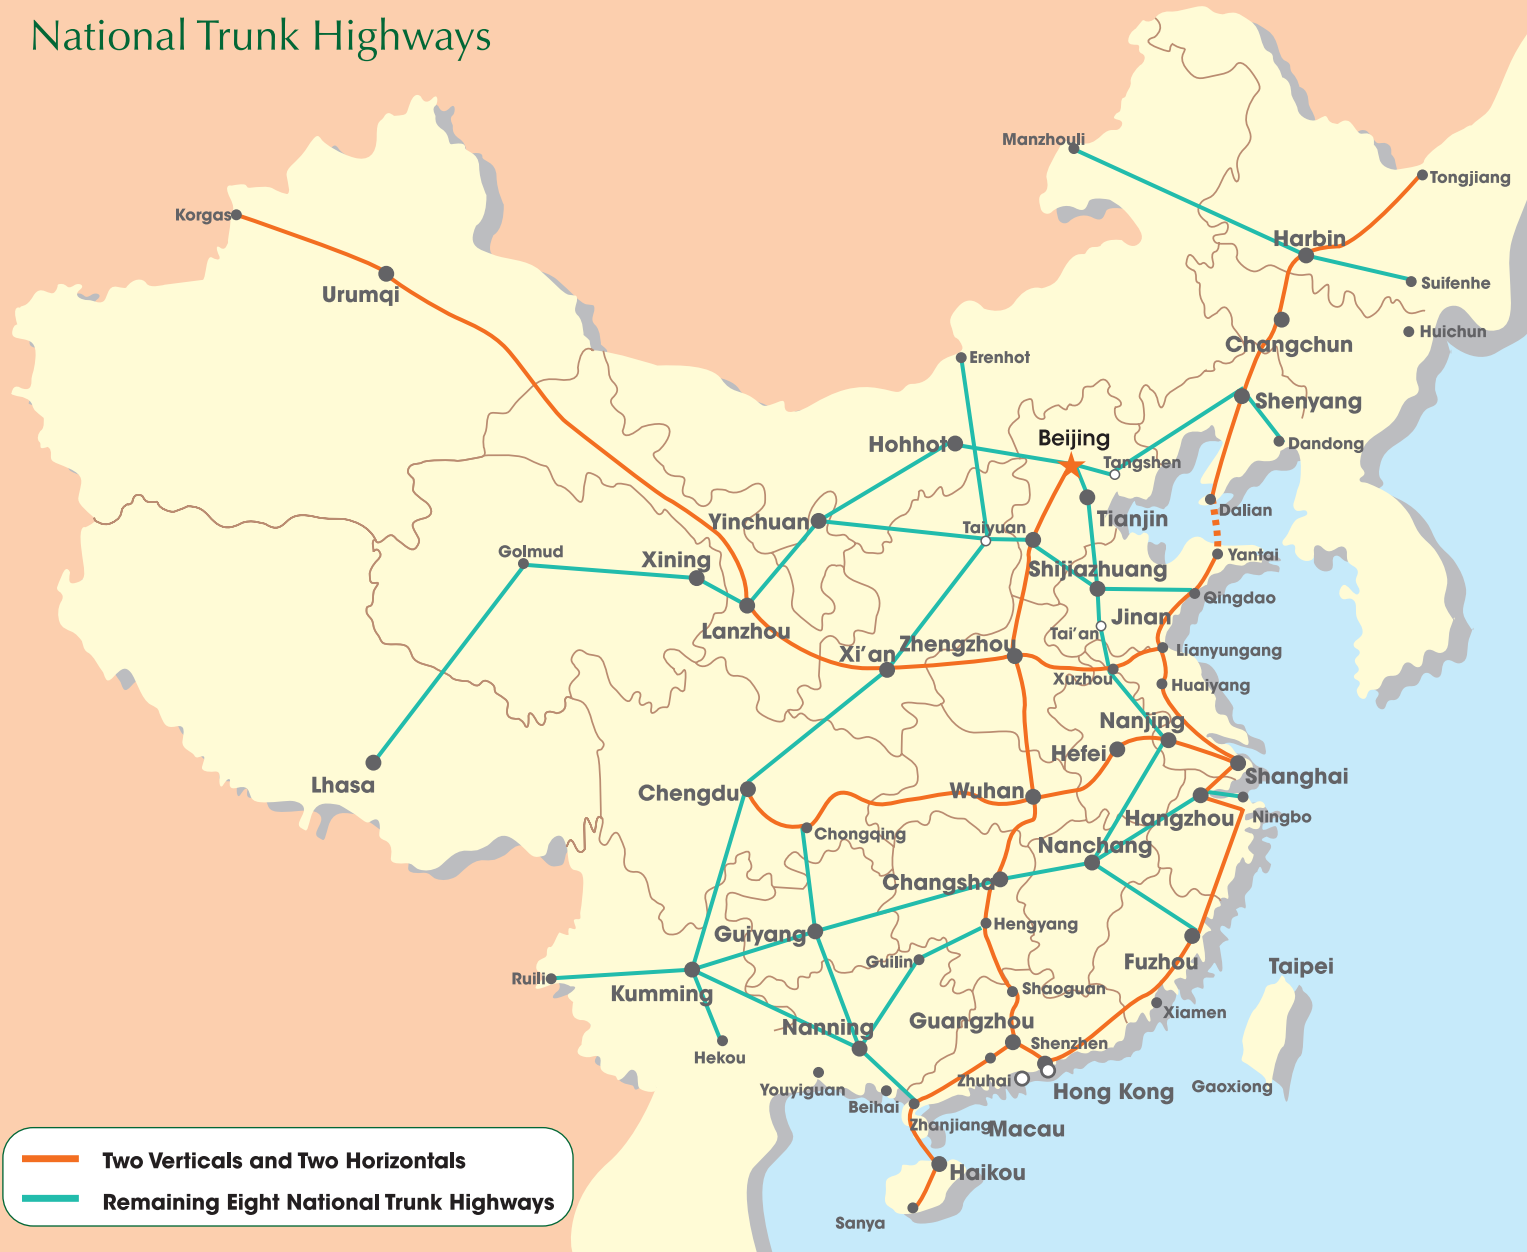 National Trunk Highways
Manzhouli
Tongjiang
Korgas
Harbin
Urumqi
Suifenhe
Huichun
Changchun
Erenhot
Shenyang
Hohhot
Beijing
Dandong
Tangshen
Dalian
Yinchuan
Taiyuan
Tianjin
Golmud
Xining
Yantai
Shijiazhuang
Qingdao
Lanzhou
Jinan
Tai'an
Xi'an
Zhengzhou
Lianyungang
Xuzhou
Huaiyang
Nanjing
Hefei
Lhasa
Chengdu
Wuhan
Shanghai
Hangzhou
Ningbo
Chongqing
Nanchang
Changsha
Hengyang
Guiyang
Guilin
Fuzhou
Taipei
Ruili
Kumming
Shaoguan
Xiamen
Nanning
Guangzhou
Shenzhen
Hekou
Zhuhai
Youyiguan
Hong Kong
Gaoxiong
Beihai
Zhanjiang
Macau
Haikou
Sanya
Two Verticals and Two Horizontals
Remaining Eight National Trunk Highways